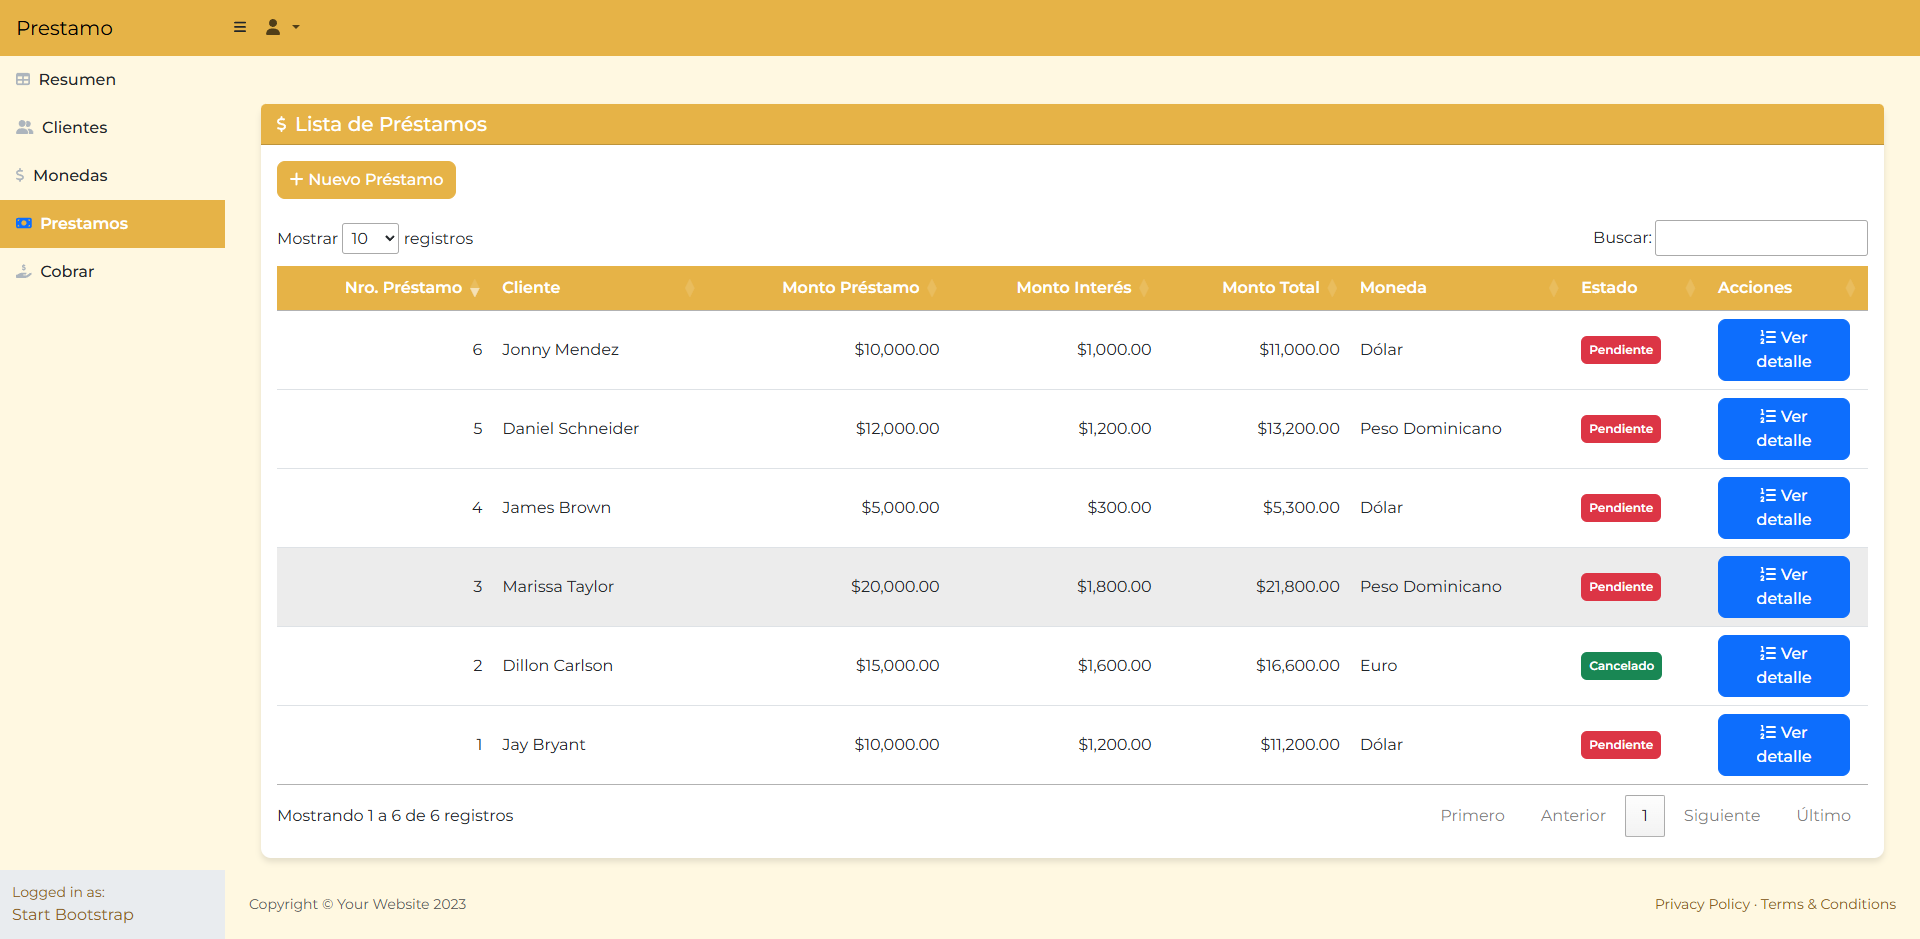 Prestamo
Resumen
Clientes
$ Monedas
Prestamos
Cobrar
$ Lista de Préstamos
+ Nuevo Préstamo
Mostrar 10 registros
Buscar:
Nro. Préstamo Cliente Monto Préstamo Monto Interés Monto Total Moneda Estado Acciones
6 Jonny Mendez $10,000.00 $1,000.00 $11,000.00 Dólar Pendiente Ver detalle
5 Daniel Schneider $12,000.00 $1,200.00 $13,200.00 Peso Dominicano Pendiente Ver detalle
4 James Brown $5,000.00 $300.00 $5,300.00 Dólar Pendiente Ver detalle
3 Marissa Taylor $20,000.00 $1,800.00 $21,800.00 Peso Dominicano Pendiente Ver detalle
2 Dillon Carlson $15,000.00 $1,600.00 $16,600.00 Euro Cancelado Ver detalle
1 Jay Bryant $10,000.00 $1,200.00 $11,200.00 Dólar Pendiente Ver detalle
Mostrando 1 a 6 de 6 registros
Primero Anterior 1 Siguiente Último
Logged in as:
Start Bootstrap
Copyright © Your Website 2023
Privacy Policy · Terms & Conditions